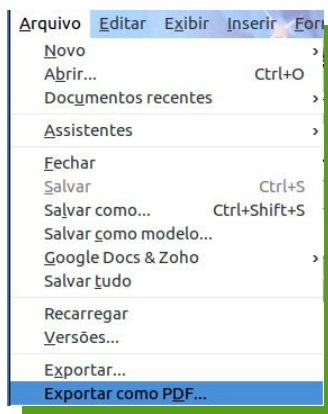 Arquivo Editar Exibir Inserir For
Novo
Abrir... Ctrl+O
Documentos recentes
Assistentes
Fechar
Salvar Ctrl+S
Salvar como... Ctrl+Shift+S
Salvar como modelo...
Google Docs & Zoho
Salvar tudo
Recarregar
Versões...
Exportar...
Exportar como PDF...